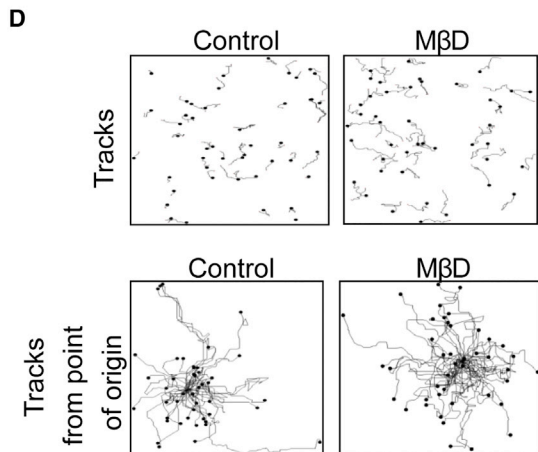 D
Control
MβD
Tracks
Control
MβD
Tracks
from point
of origin